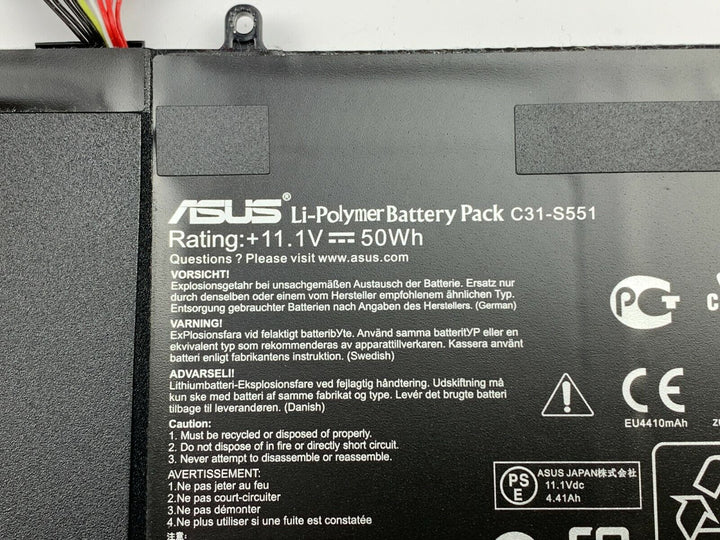 ASUS® Li-Polymer Battery Pack C31-S551
Rating:+11.1V 50Wh
Questions ? Please visit www.asus.com
VORSICHT!
Explosionsgetahr bei unsachgemäßen Austausch der Batterie. Ersatz nur
durch denselben oder einem vom Hersteller empfohlenem ähnlichen Typ.
Entsorgung gebrauchter Batterien nach Angaben des Herstellers. (German)
VARNING!
ExPlosionsfara vid felaktigt batteribYte. Använd samma batteritYP eller en
ekvivalent typ som rekommenderas av apparattillverkaren. Kassera använt
batteri enligt fabrikantens instruktion. (Swedish)
ADVARSELI!
Lithiumbatteri-Eksplosionsfare ved fejlagtig håndtering. Udskiftning må
kun ske med batteri af samme fabrikat og type. Levér det brugte batteri
tilbage til leverandøren. (Danish)
Caution:
1. Must be recycled or disposed of properly.
2. Do not dispose of in fire or directly short circuit.
3. Never attempt to disassemble or reassemble.
AVERTISSEMENT:
1.Ne pas jeter au feu
2.Ne pas court-circuiter
3.Ne pas démonter
4.Ne plus utiliser si une fuite est constatée
注意:
PCT
CE
EU4410mAh
PS
E
ASUS JAPAN株式会社
11.1Vdc
4.41Ah